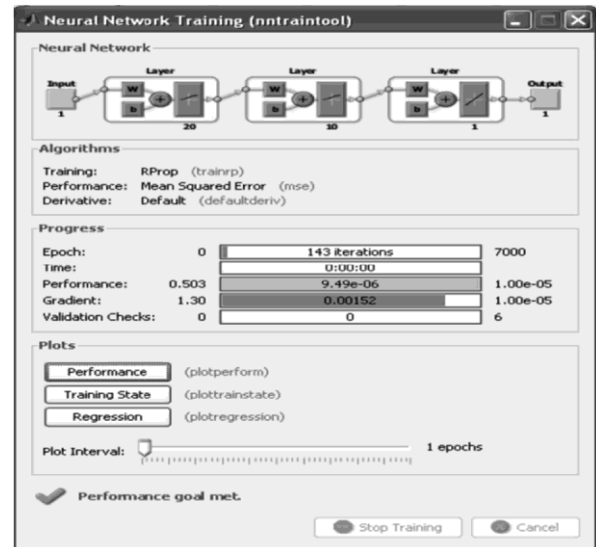 Neural Network Training (nntraintool)
Neural Network
Layer Layer Layer
Input W W W Output
b b b
1 20 10 1 1
Algorithms
Training: RProp (trainrp)
Performance: Mean Squared Error (mse)
Derivative: Default (defaultderiv)
Progress
Epoch: 0 143 iterations 7000
Time: 0:00:00
Performance: 0.503 9.49e-06 1.00e-05
Gradient: 1.30 0.00152 1.00e-05
Validation Checks: 0 0 6
Plots
Performance (plotperform)
Training State (plottrainstate)
Regression (plotregression)
Plot Interval: 1 epochs
Performance goal met.
Stop Training Cancel